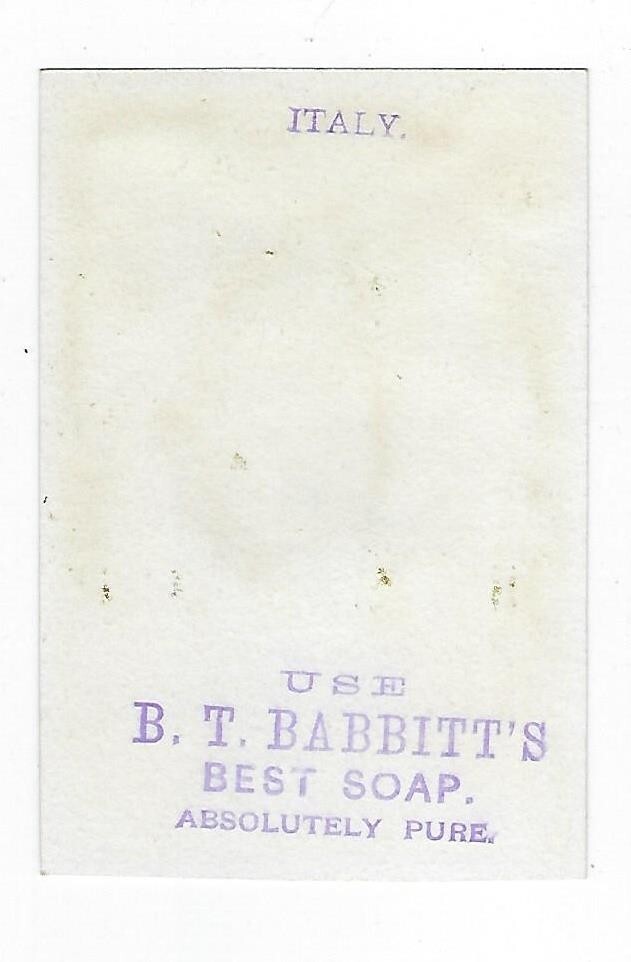 ITALY.
USE
B. T. BABBITT'S
BEST SOAP.
ABSOLUTELY PURE.